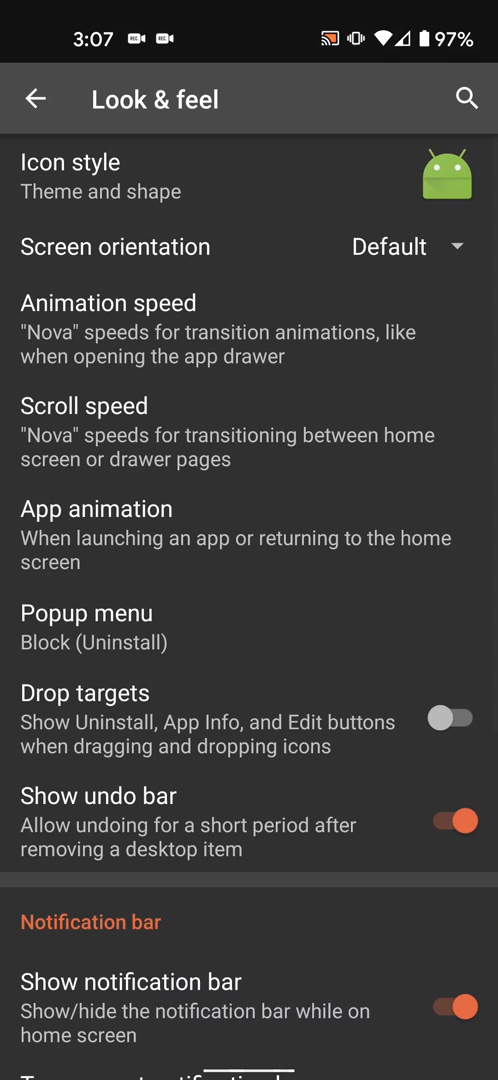 3:07 REC REC 97%
Look & feel
Icon style
Theme and shape
Screen orientation Default
Animation speed
"Nova" speeds for transition animations, like
when opening the app drawer
Scroll speed
"Nova" speeds for transitioning between home
screen or drawer pages
App animation
When launching an app or returning to the home
screen
Popup menu
Block (Uninstall)
Drop targets
Show Uninstall, App Info, and Edit buttons
when dragging and dropping icons
Show undo bar
Allow undoing for a short period after
removing a desktop item
Notification bar
Show notification bar
Show/hide the notification bar while on
home screen